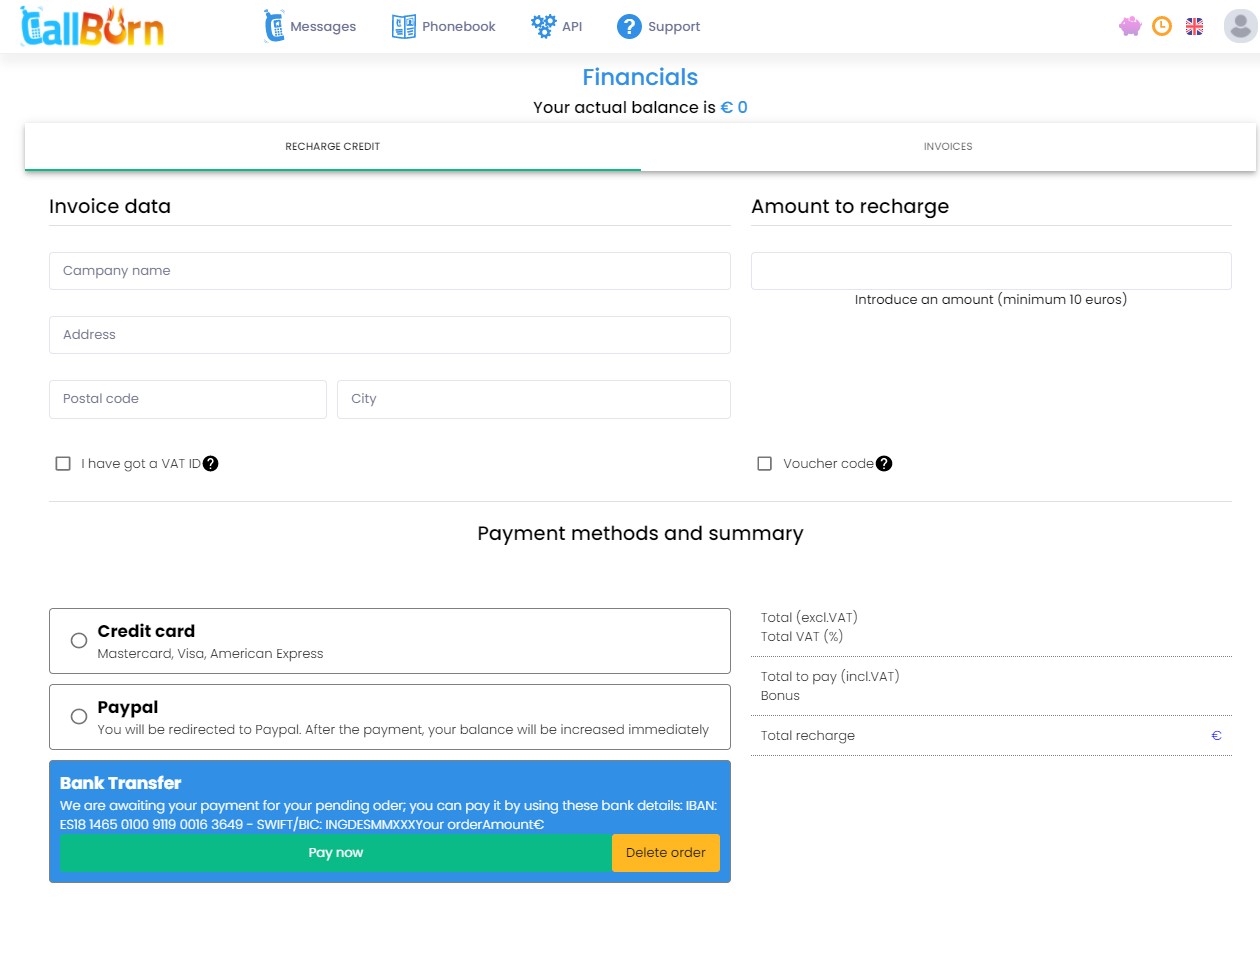 CallBurn
Messages
Phonebook
API
Support
Financials
Your actual balance is € 0
RECHARGE CREDIT
INVOICES
Invoice data
Amount to recharge
Campany name
Introduce an amount (minimum 10 euros)
Address
Postal code
City
I have got a VAT ID
Voucher code
Payment methods and summary
Credit card
Mastercard, Visa, American Express
Paypal
You will be redirected to Paypal. After the payment, your balance will be increased immediately
Bank Transfer
We are awaiting your payment for your pending oder; you can pay it by using these bank details: IBAN:
ES18 1465 0100 9119 0016 3649 - SWIFT/BIC: INGDESMMXXXYour orderAmount€
Pay now
Delete order
Total (excl.VAT)
Total VAT (%)
Total to pay (incl.VAT)
Bonus
Total recharge €